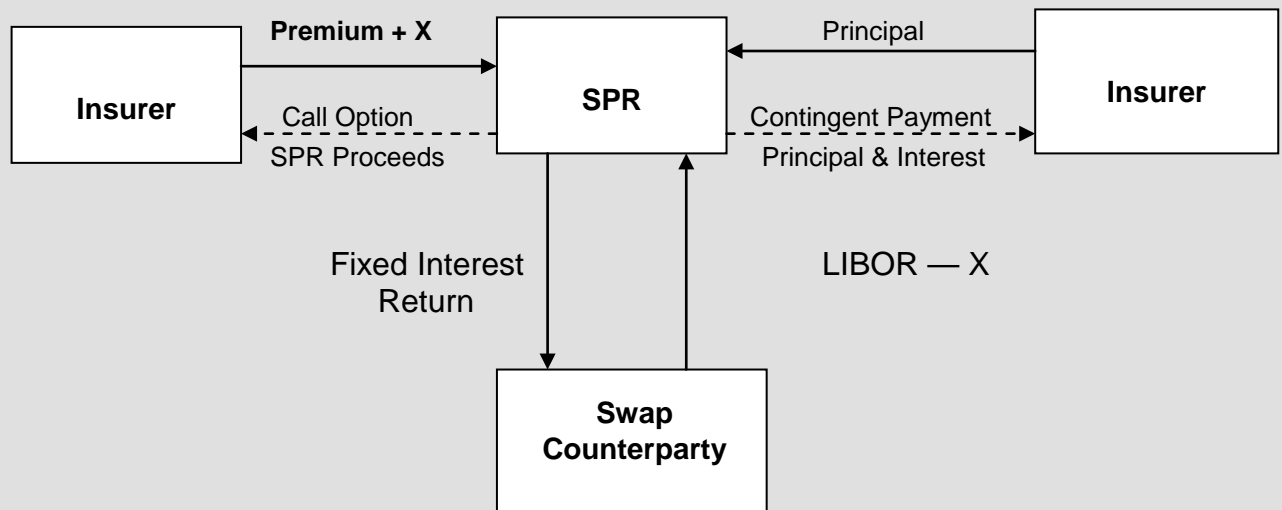 Premium + X
Principal
Insurer
SPR
Insurer
Call Option
SPR Proceeds
Contingent Payment
Principal & Interest
Fixed Interest
Return
LIBOR — X
Swap
Counterparty